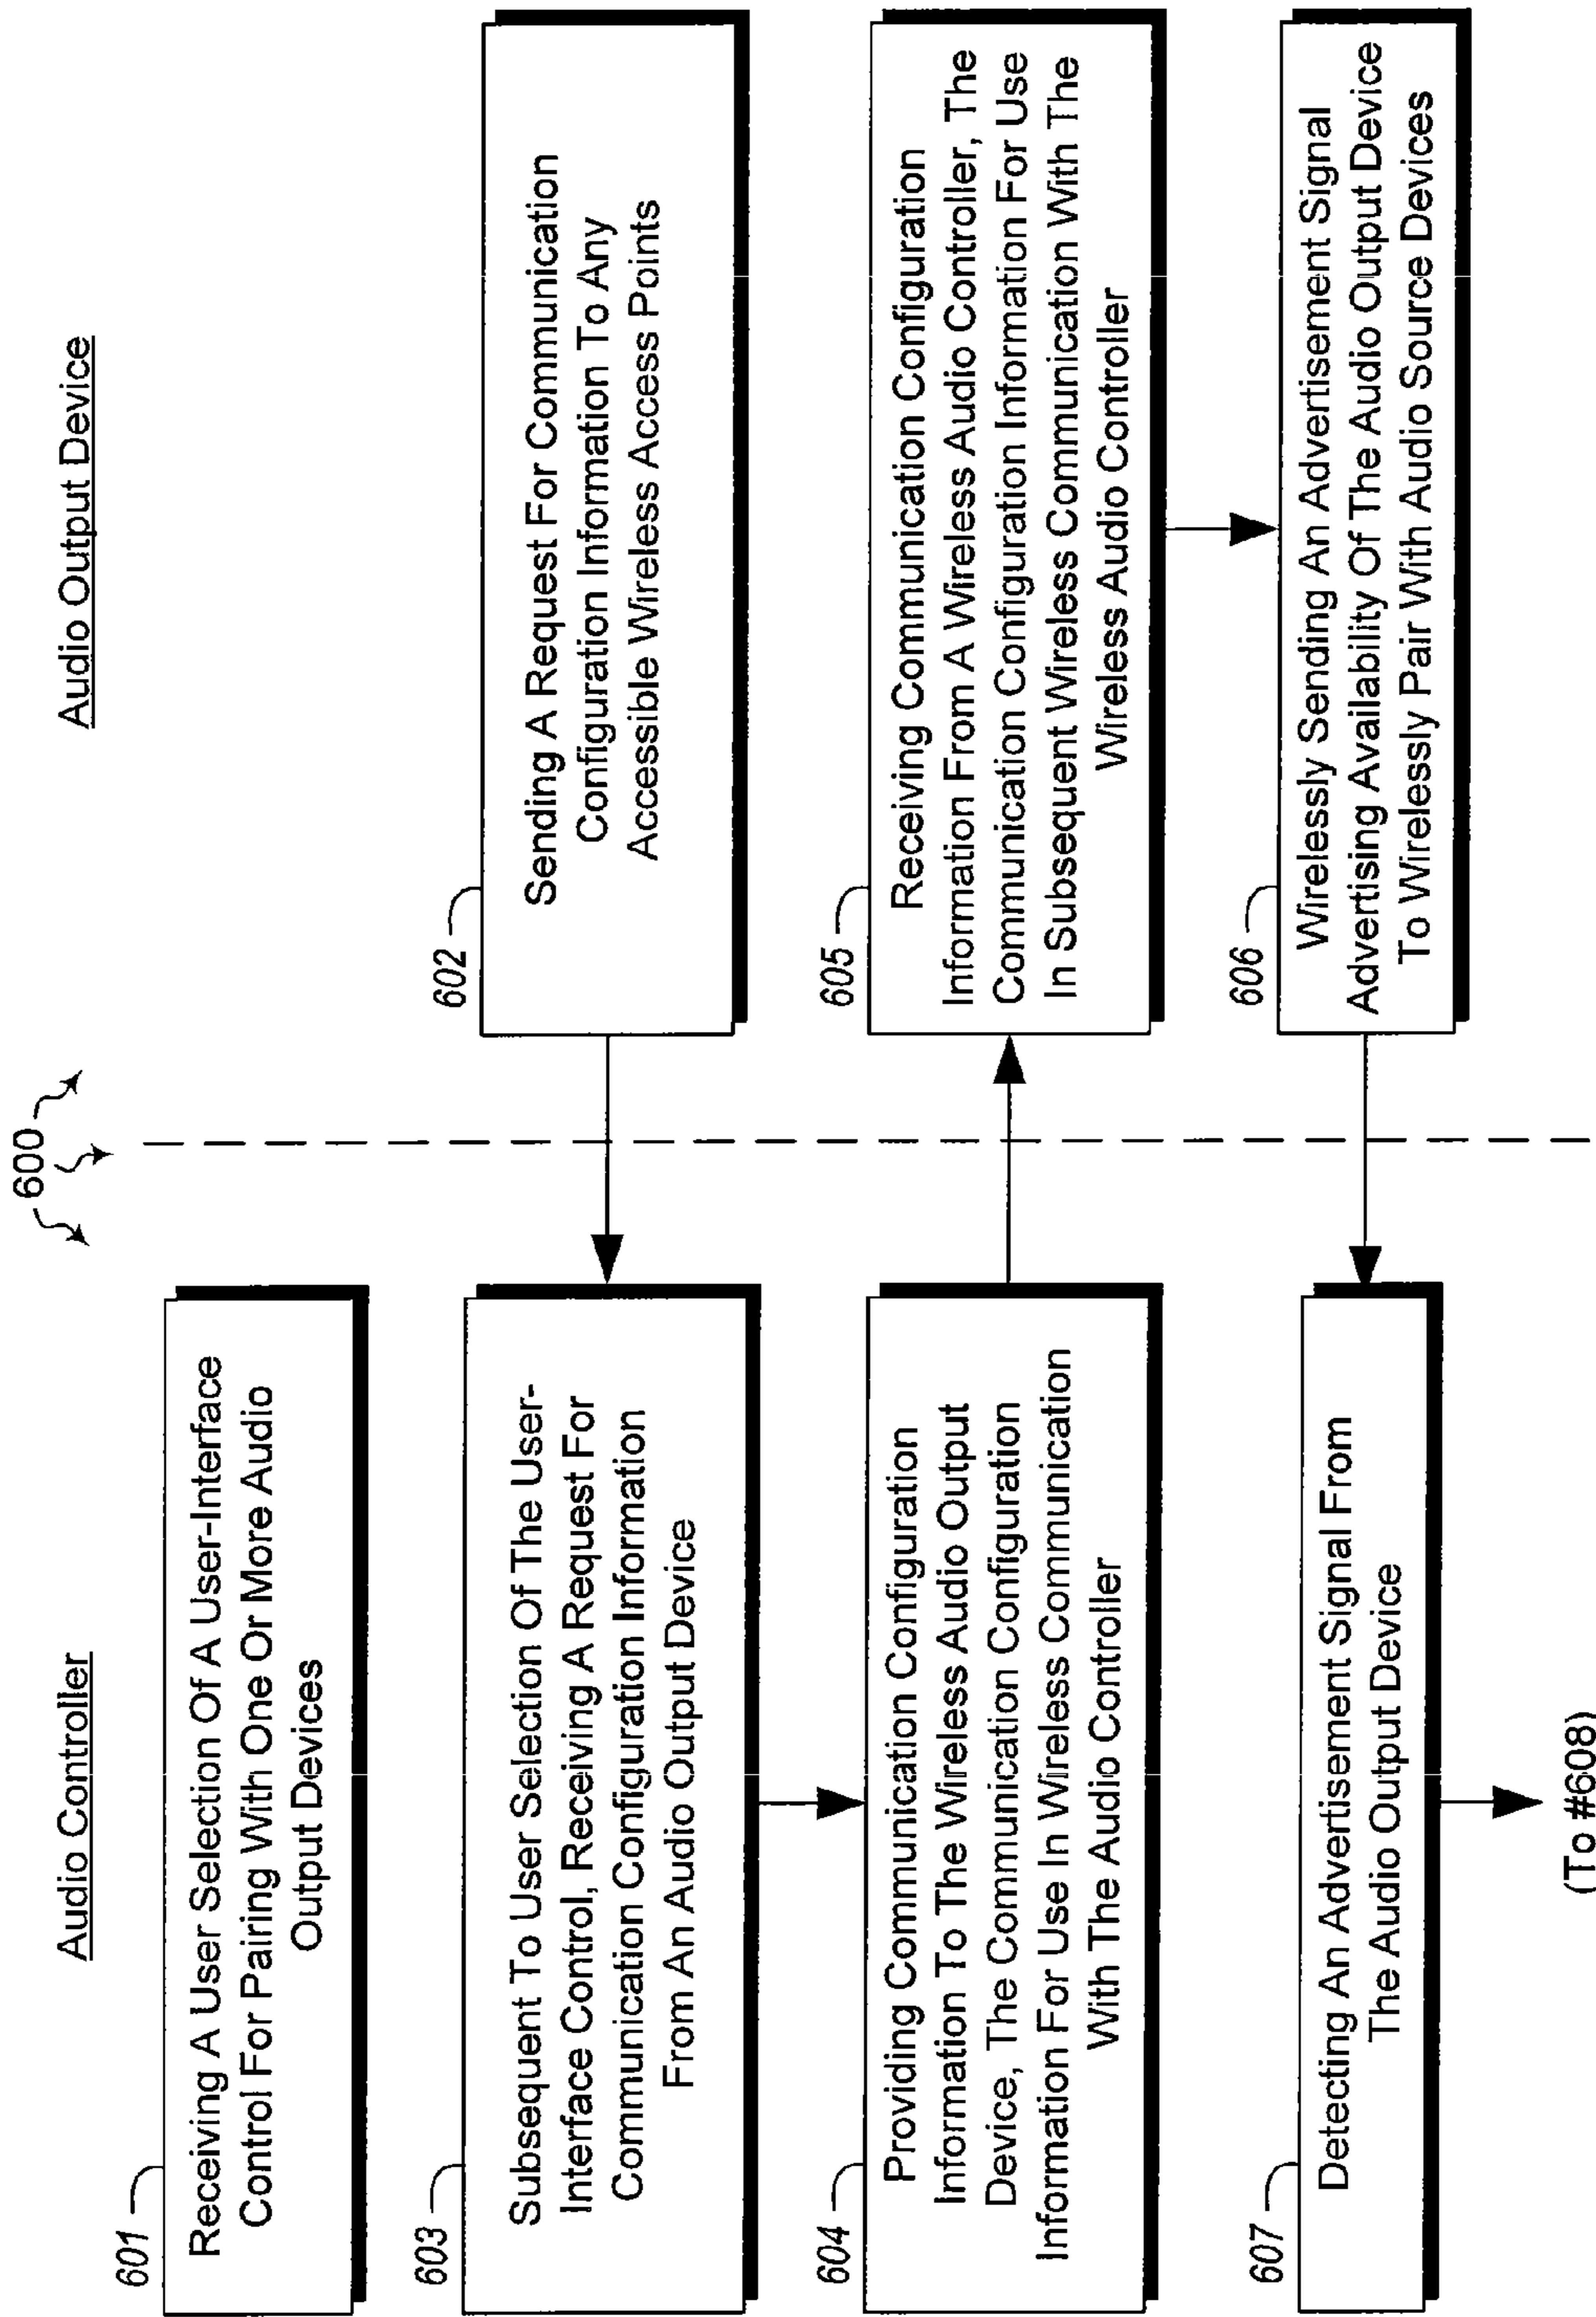 600
Audio Controller
Audio Output Device
601
Receiving A User Selection Of A User-Interface
Control For Pairing With One Or More Audio
Output Devices
602
Sending A Request For Communication
Configuration Information To Any
Accessible Wireless Access Points
603
Subsequent To User Selection Of The User-
Interface Control, Receiving A Request For
Communication Configuration Information
From An Audio Output Device
604
Providing Communication Configuration
Information To The Wireless Audio Output
Device, The Communication Configuration
Information For Use In Wireless Communication
With The Audio Controller
605
Receiving Communication Configuration
Information From A Wireless Audio Controller, The
Communication Configuration Information For Use
In Subsequent Wireless Communication With The
Wireless Audio Controller
606
Wirelessly Sending An Advertisement Signal
Advertising Availability Of The Audio Output Device
To Wirelessly Pair With Audio Source Devices
607
Detecting An Advertisement Signal From
The Audio Output Device
(To #608)